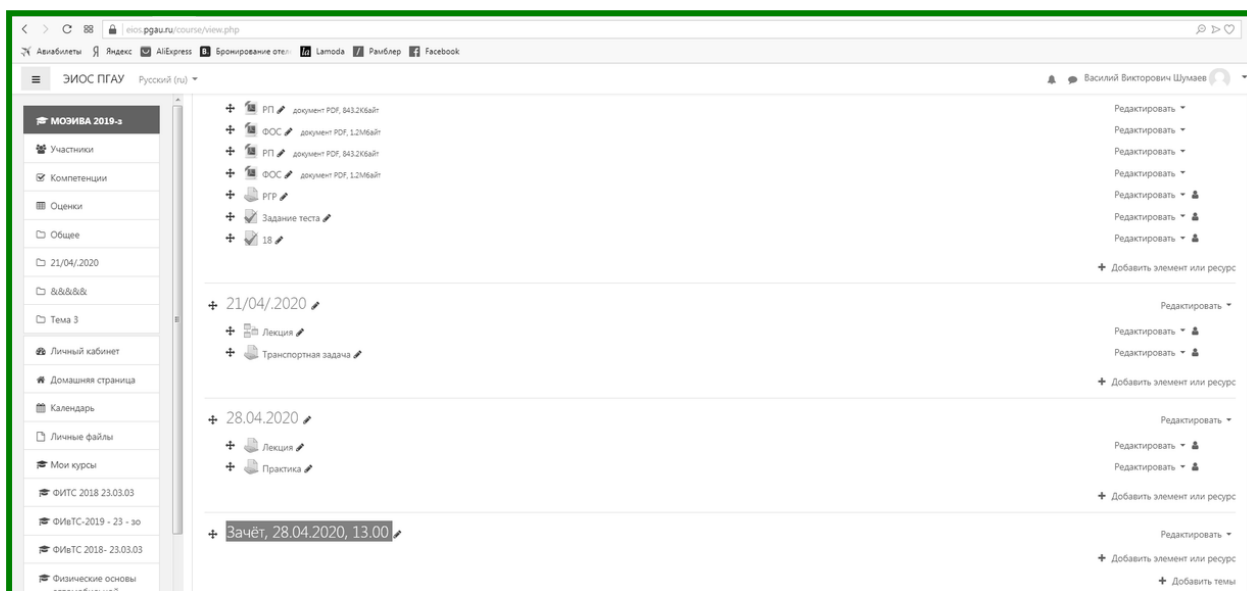 eios.pgau.ru/course/view.php
Авиабилеты Яндекс AliExpress Бронирование отел Lamoda Рамблер Facebook
ЭИОС ПГАУ Русский (ru) Василий Викторович Шумаев
МОЭИВА 2019-з
Участники
Компетенции
Оценки
Общее
21/04/.2020
&&&&&
Тема 3
Личный кабинет
Домашняя страница
Календарь
Личные файлы
Мои курсы
ФИТС 2018 23.03.03
ФИвТС-2019 - 23 - зо
ФИвТС 2018- 23.03.03
Физические основы
РП документ PDF, 843.2Кбайт Редактировать
ФОС документ PDF, 1.2Мбайт Редактировать
РП документ PDF, 843.2Кбайт Редактировать
ФОС документ PDF, 1.2Мбайт Редактировать
РГР Редактировать
Задание теста Редактировать
18 Редактировать
+ Добавить элемент или ресурс
21/04/.2020 Редактировать
Лекция Редактировать
Транспортная задача Редактировать
+ Добавить элемент или ресурс
28.04.2020 Редактировать
Лекция Редактировать
Практика Редактировать
+ Добавить элемент или ресурс
Зачёт, 28.04.2020, 13.00 Редактировать
+ Добавить элемент или ресурс
+ Добавить темы